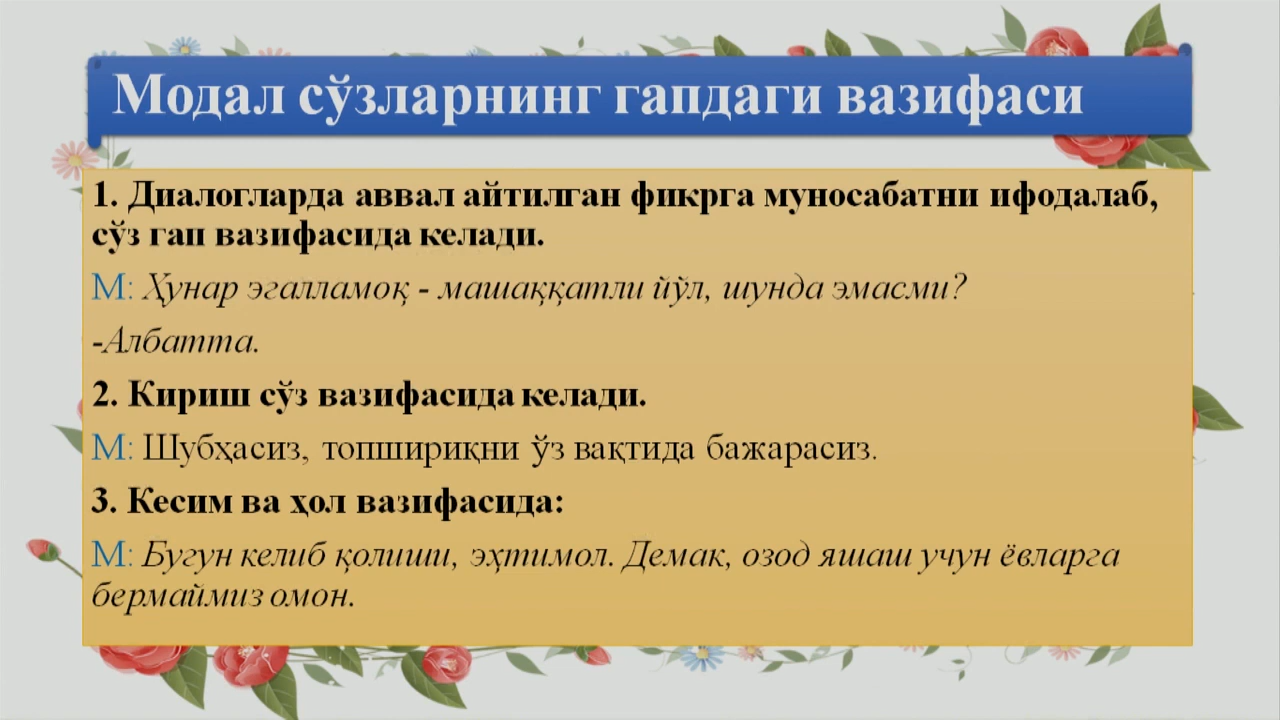 Модал сўзларнинг гапдаги вазифаси
1. Диалогларда аввал айтилган фикрга муносабатни ифодалаб,
сўз гап вазифасида келади.
М: Ҳунар эгалламоқ - машаққатли йўл, шунда эмасми?
-Албатта.
2. Кириш сўз вазифасида келади.
М: Шубҳасиз, топшириқни ўз вақтида бажарасиз.
3. Кесим ва ҳол вазифасида:
М: Бугун келиб қолиши, эҳтимол. Демак, озод яшаш учун ёвларга
бермаймиз омон.